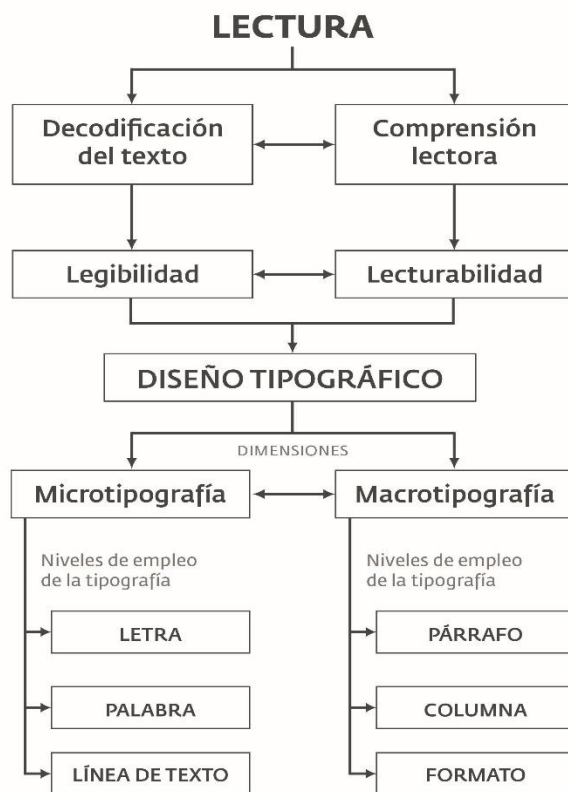 LECTURA
Decodificación
del texto
Comprensión
lectora
Legibilidad
Lecturabilidad
DISEÑO TIPOGRÁFICO
DIMENSIONES
Microtipografía
Macrotipografía
Niveles de empleo
de la tipografía
Niveles de empleo
de la tipografía
LETRA
PÁRRAFO
PALABRA
COLUMNA
LÍNEA DE TEXTO
FORMATO